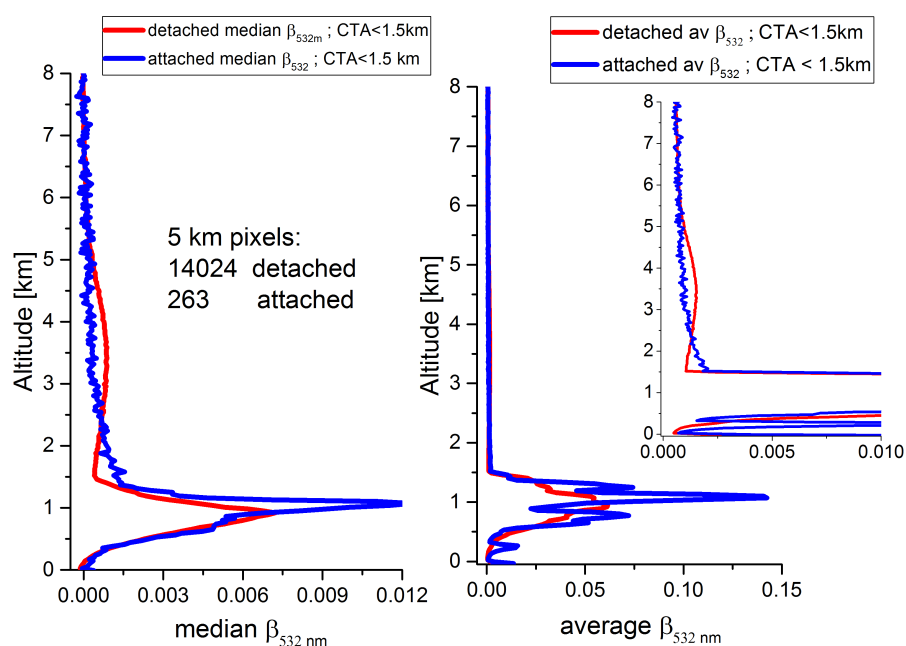 detached median β532m ; CTA<1.5km
attached median β532 ; CTA<1.5 km
8
7
6
5
4
3
2
1
0
Altitude [km]
5 km pixels:
14024 detached
263 attached
0.000 0.003 0.006 0.009 0.012
median β532 nm
detached av β532 ; CTA<1.5km
attached av β532 ; CTA < 1.5km
8
7
6
5
4
3
2
1
0
Altitude [km]
0.00 0.05 0.10 0.15
average β532 nm
8
7
6
5
4
3
2
1
0
0.000 0.005 0.010